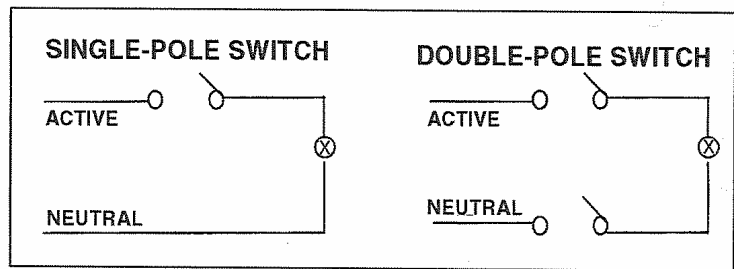 SINGLE-POLE SWITCH
ACTIVE
NEUTRAL
DOUBLE-POLE SWITCH
ACTIVE
NEUTRAL